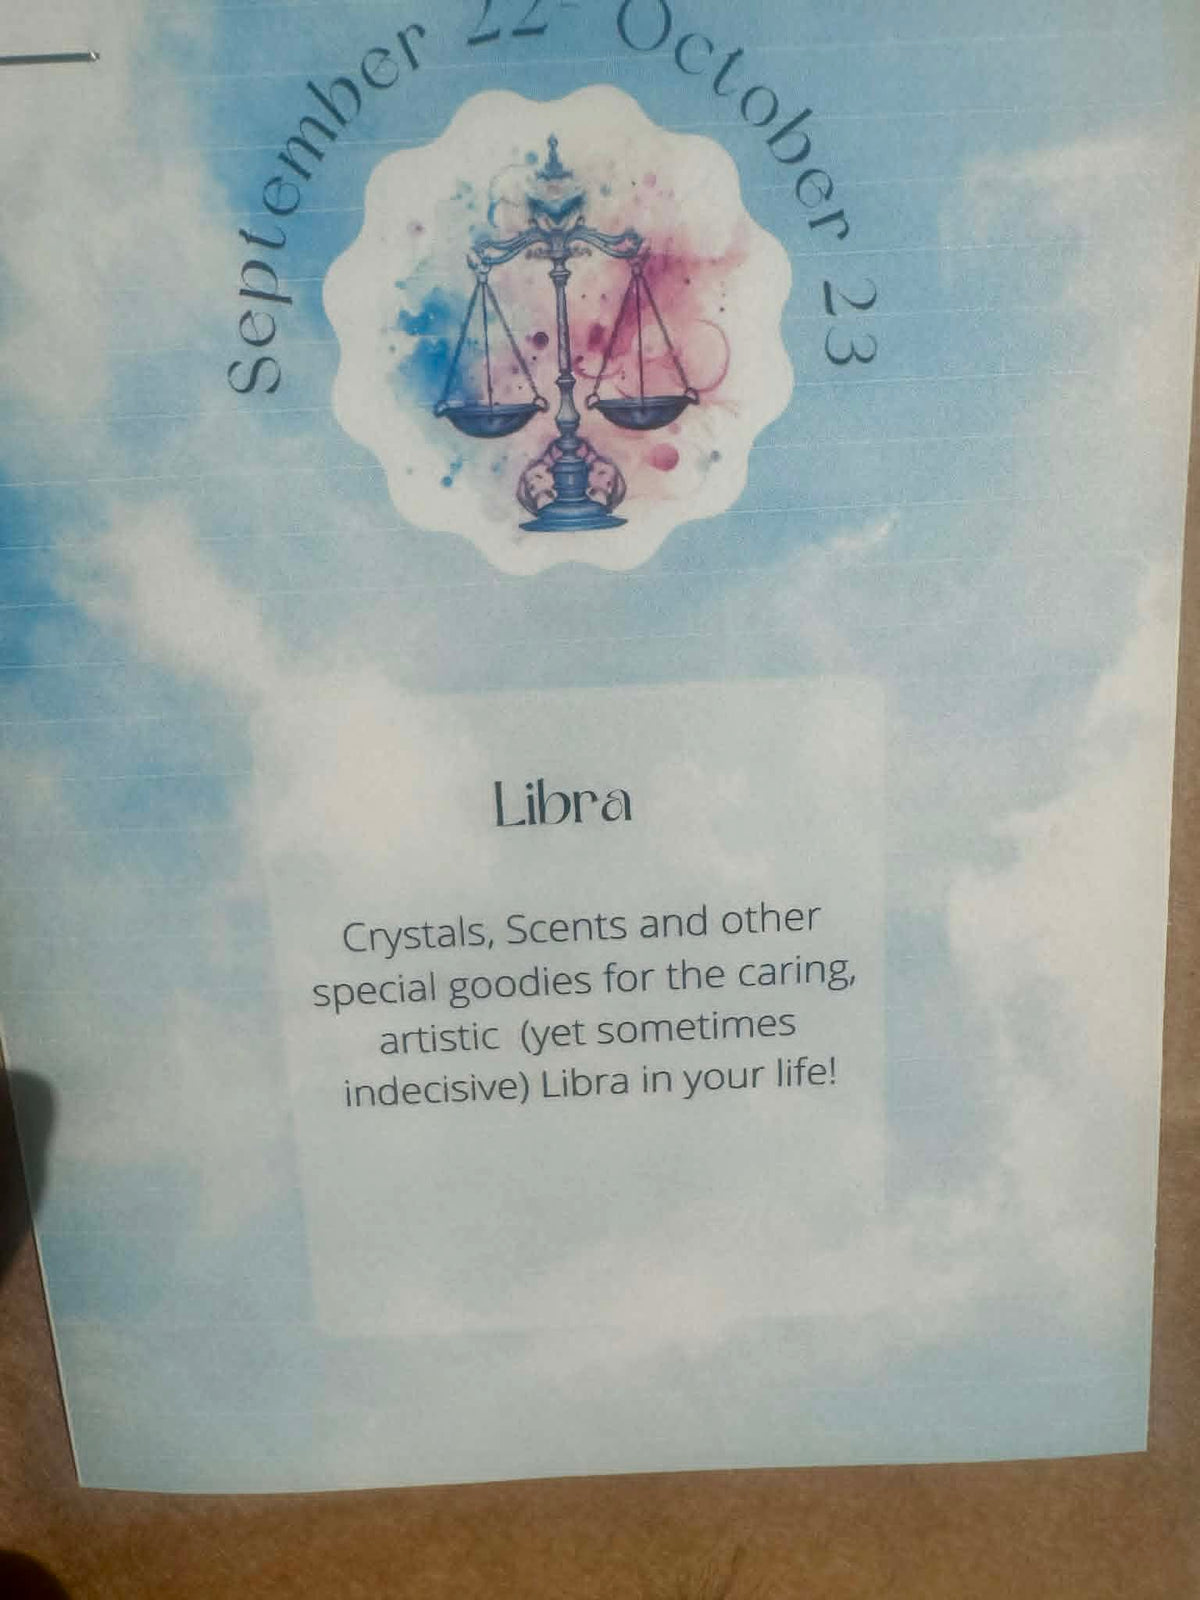 September 22- October 23
Libra
Crystals, Scents and other
special goodies for the caring,
artistic (yet sometimes
indecisive) Libra in your life!